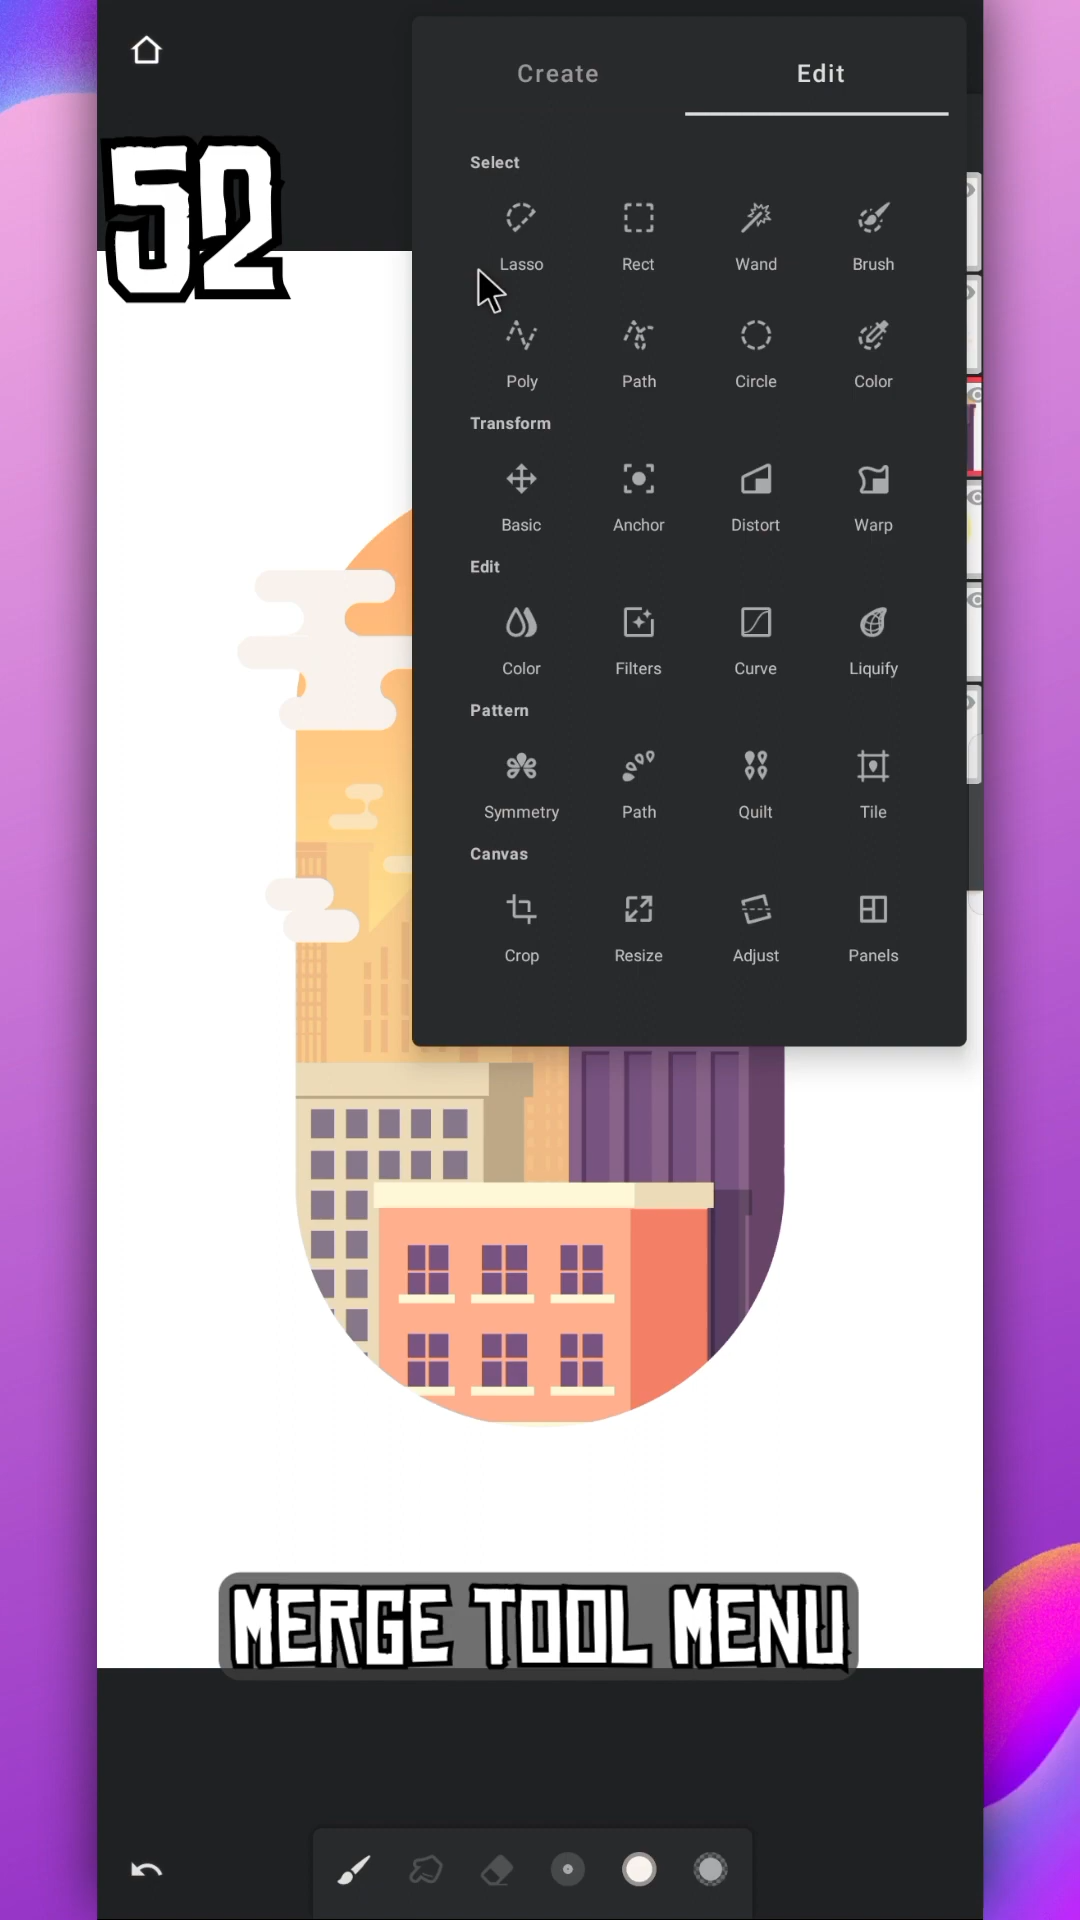 Create Edit
52
Select
Lasso Rect Wand Brush
Poly Path Circle Color
Transform
Basic Anchor Distort Warp
Edit
Color Filters Curve Liquify
Pattern
Symmetry Path Quilt Tile
Canvas
Crop Resize Adjust Panels
MERGE TOOL MENU